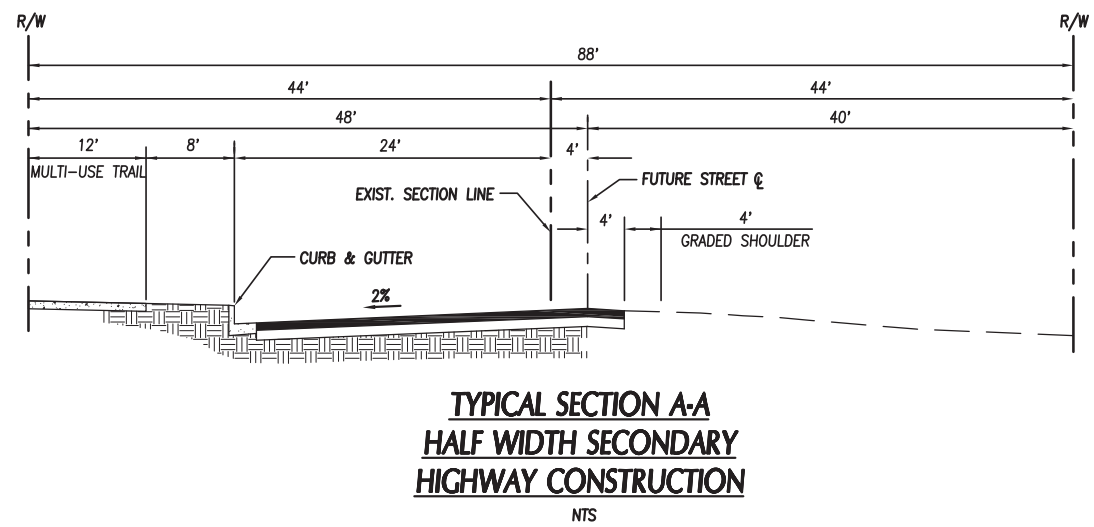 R/W
R/W
88'
44'
44'
48'
40'
12'
8'
24'
4'
MULTI-USE TRAIL
FUTURE STREET ℄
EXIST. SECTION LINE
4'
4'
GRADED SHOULDER
CURB & GUTTER
2%
TYPICAL SECTION A-A
HALF WIDTH SECONDARY
HIGHWAY CONSTRUCTION
NTS